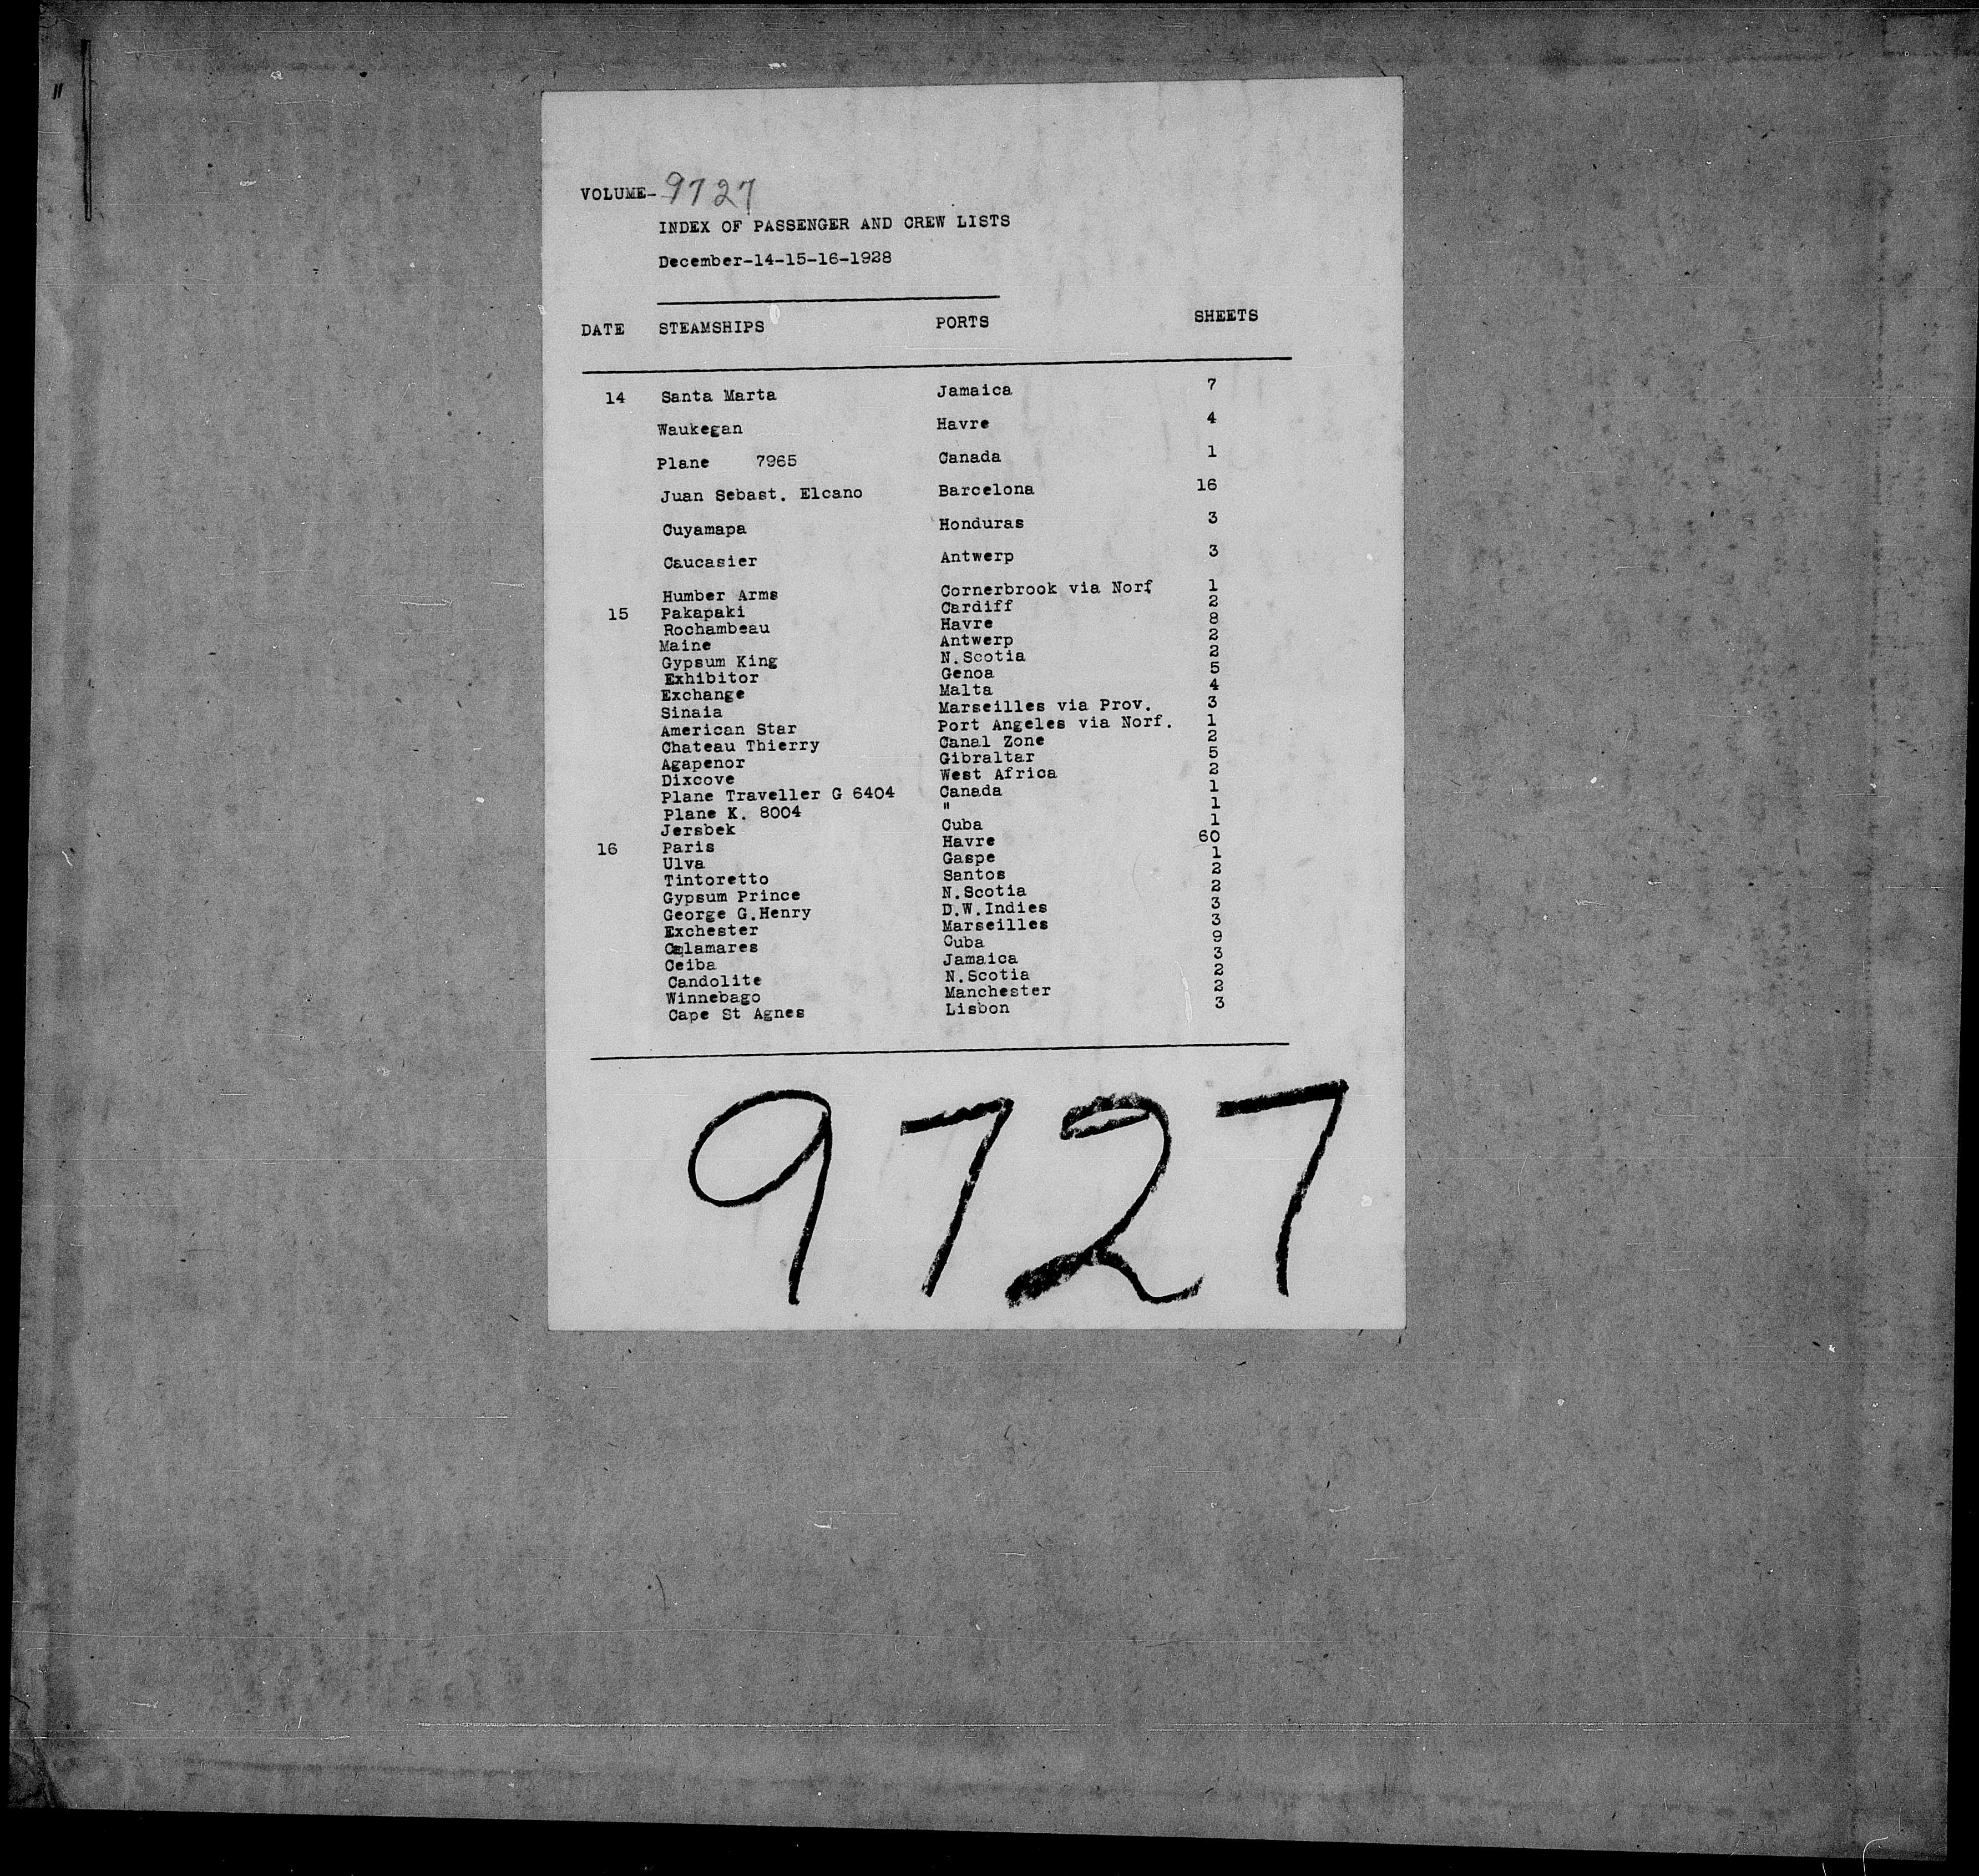 VOLUME- 9727
INDEX OF PASSENGER AND CREW LISTS
December-14-15-16-1928
DATE STEAMSHIPS PORTS SHEETS
14 Santa Marta Jamaica 7
Waukegan Havre 4
Plane 7965 Canada 1
Juan Sebast. Elcano Barcelona 16
Cuyamapa Honduras 3
Caucasier Antwerp 3
Humber Arms Cornerbrook via Norf. 1
15 Pakapaki Cardiff 2
Rochambeau Havre 8
Maine Antwerp 2
Gypsum King N.Scotia 2
Exhibitor Genoa 5
Exchange Malta 4
Sinaia Marseilles via Prov. 3
American Star Port Angeles via Norf. 1
Chateau Thierry Canal Zone 2
Agapenor Gibraltar 5
Dixcove West Africa 2
Plane Traveller G 6404 Canada 1
Plane K. 8004 " 1
Jersbek Cuba 1
16 Paris Havre 60
Ulva Gaspe 1
Tintoretto Santos 2
Gypsum Prince N.Scotia 2
George G.Henry D.W.Indies 3
Exchester Marseilles 3
Calamares Cuba 9
Ceiba Jamaica 3
Candolite N.Scotia 2
Winnebago Manchester 2
Cape St Agnes Lisbon 3
9727